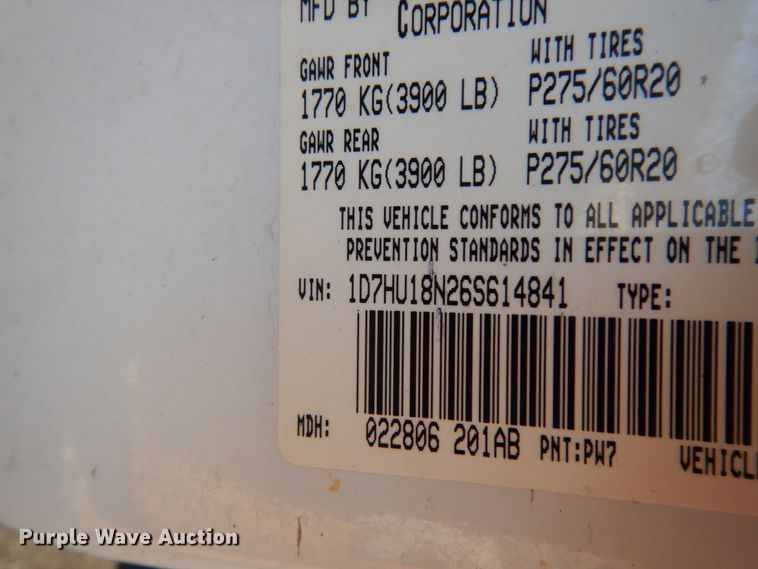 MFD BY CORPORATION
GAWR FRONT WITH TIRES
1770 KG(3900 LB) P275/60R20
GAWR REAR WITH TIRES
1770 KG(3900 LB) P275/60R20
THIS VEHICLE CONFORMS TO ALL APPLICABLE
PREVENTION STANDARDS IN EFFECT ON THE
VIN: 1D7HU18N26S614841 TYPE:
MDH: 022806 201AB PNT:PW7 VEHICL
Purple Wave Auction